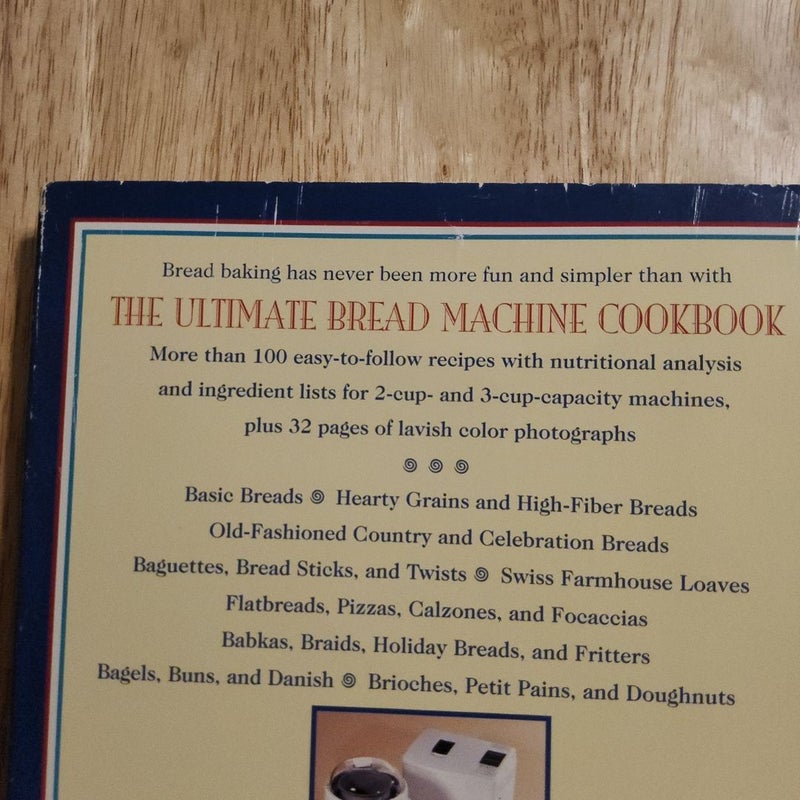 Bread baking has never been more fun and simpler than with
THE ULTIMATE BREAD MACHINE COOKBOOK
More than 100 easy-to-follow recipes with nutritional analysis
and ingredient lists for 2-cup- and 3-cup-capacity machines,
plus 32 pages of lavish color photographs
Basic Breads Hearty Grains and High-Fiber Breads
Old-Fashioned Country and Celebration Breads
Baguettes, Bread Sticks, and Twists Swiss Farmhouse Loaves
Flatbreads, Pizzas, Calzones, and Focaccias
Babkas, Braids, Holiday Breads, and Fritters
Bagels, Buns, and Danish Brioches, Petit Pains, and Doughnuts